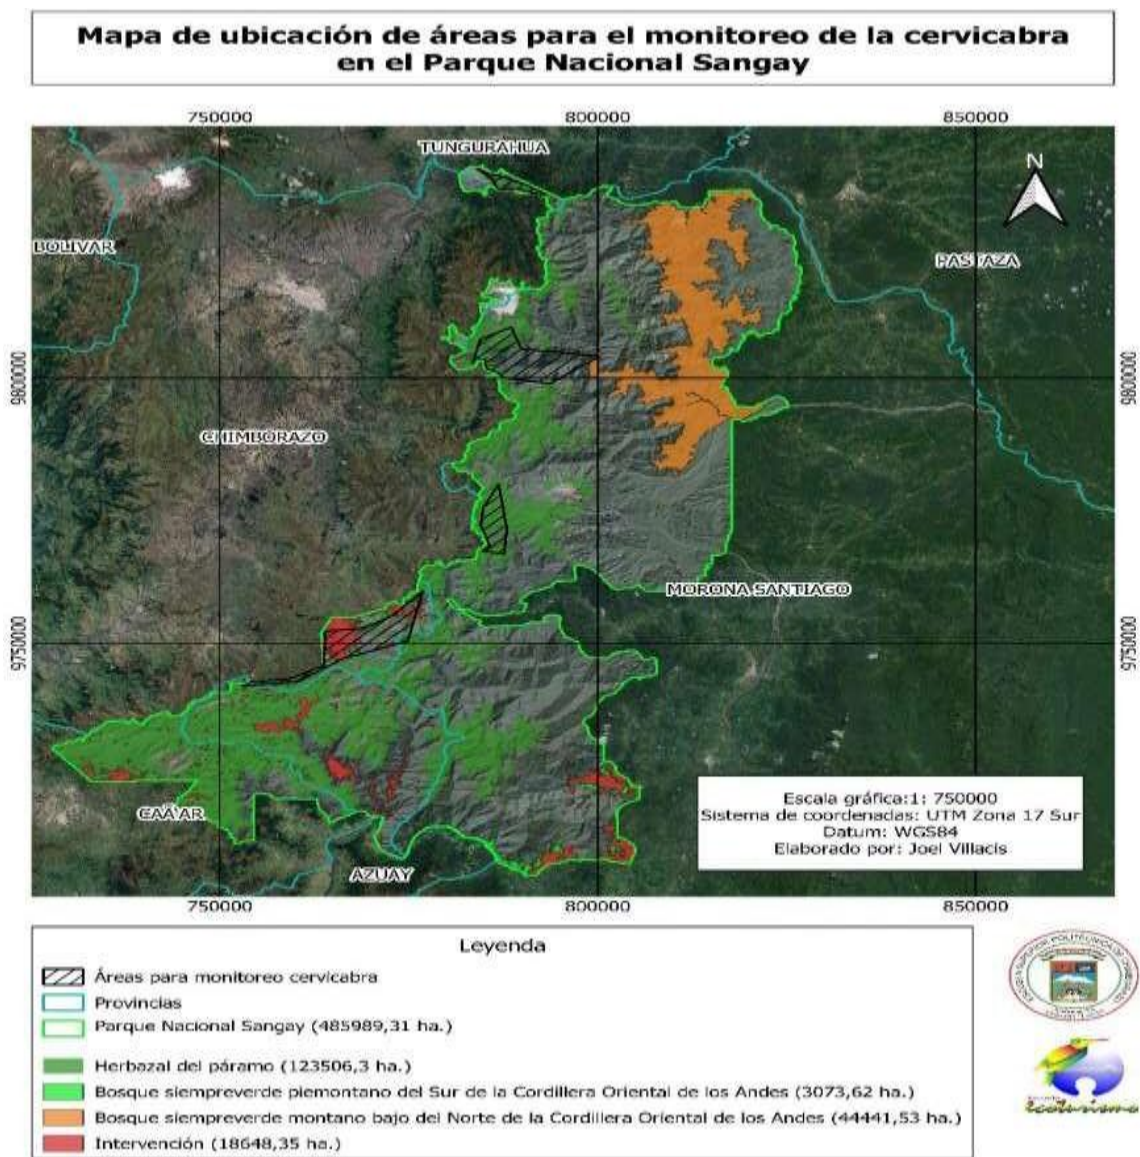 Mapa de ubicación de áreas para el monitoreo de la cervicabra
en el Parque Nacional Sangay
750000 800000 850000
TUNGURAHUA
BOLIVAR
PASTAZA
9800000 9800000
CHIMBORAZO
MORONA SANTIAGO
9750000 9750000
Escala gráfica:1: 750000
Sistema de coordenadas: UTM Zona 17 Sur
Datum: WGS84
Elaborado por: Joel Villacis
CAÃ'AR
AZUAY
750000 800000 850000
Leyenda
Áreas para monitoreo cervicabra
Provincias
Parque Nacional Sangay (485989,31 ha.)
Herbazal del páramo (123506,3 ha.)
Bosque siempreverde piemontano del Sur de la Cordillera Oriental de los Andes (3073,62 ha.)
Bosque siempreverde montano bajo del Norte de la Cordillera Oriental de los Andes (44441,53 ha.)
Intervención (18648,35 ha.)
ecoturismo